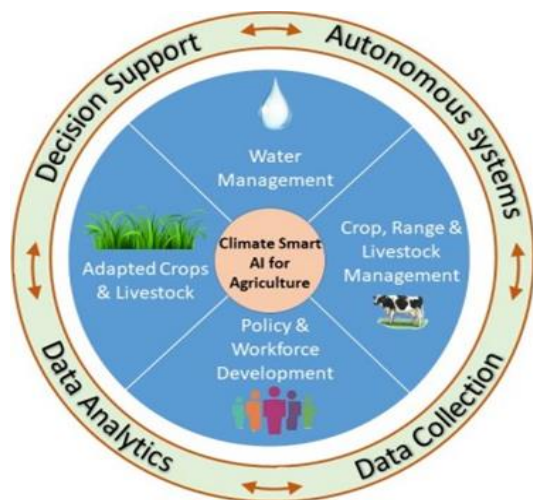 Decision Support
Autonomous systems
Water
Management
Adapted Crops
& Livestock
Climate Smart
AI for
Agriculture
Crop, Range &
Livestock
Management
Policy &
Workforce
Development
Data Analytics
Data Collection